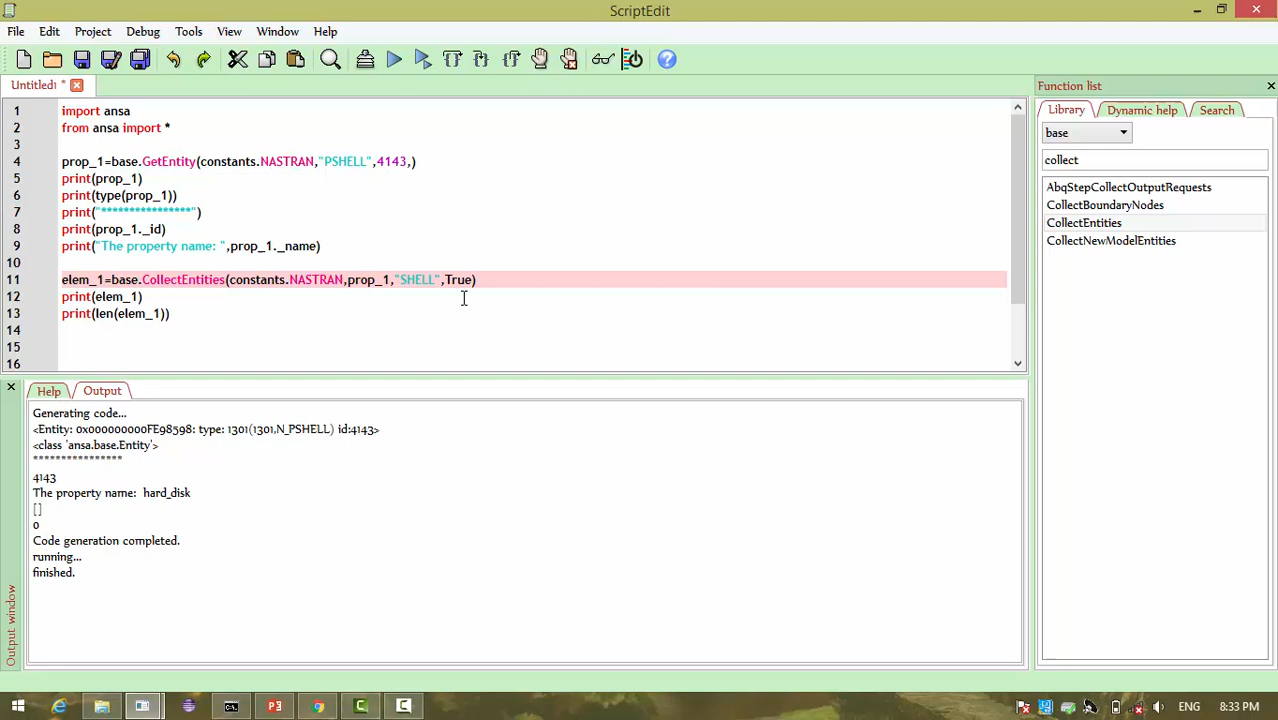 ScriptEdit
File Edit Project Debug Tools View Window Help
Untitled1 *
Function list
1 import ansa
2 from ansa import *
3
4 prop_1=base.GetEntity(constants.NASTRAN,"PSHELL",4143,)
5 print(prop_1)
6 print(type(prop_1))
7 print("****************")
8 print(prop_1._id)
9 print("The property name: ",prop_1._name)
10
11 elem_1=base.CollectEntities(constants.NASTRAN,prop_1,"SHELL",True)
12 print(elem_1)
13 print(len(elem_1))
14
15
16
Library Dynamic help Search
base
collect
AbqStepCollectOutputRequests
CollectBoundaryNodes
CollectEntities
CollectNewModelEntities
Help Output
Generating code...
<Entity: 0x000000000FE98598: type: 1301(1301,N_PSHELL) id:4143>
<class 'ansa.base.Entity'>
****************
4143
The property name:  hard_disk
[]
0
Code generation completed.
running...
finished.
Output window
ENG 8:33 PM